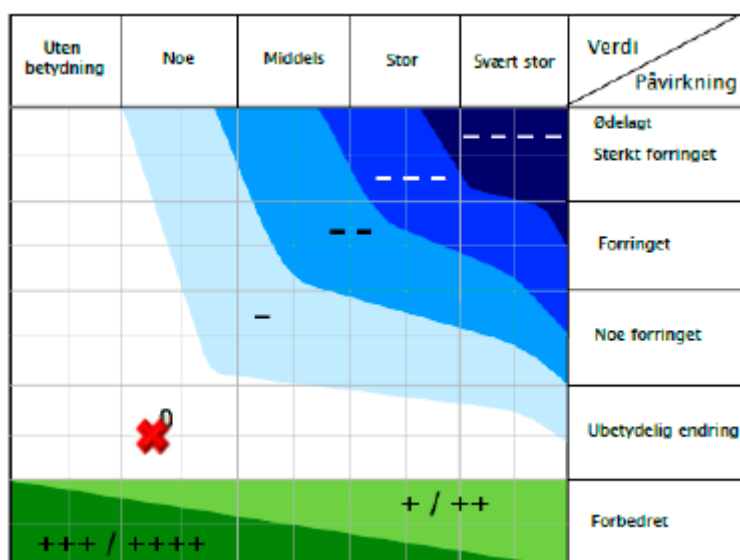 Uten betydning
Noe
Middels
Stor
Svært stor
Verdi
Påvirkning
Ødelagt
Sterkt forringet
− − − −
− − −
− −
Forringet
−
Noe forringet
0
Ubetydelig endring
+ / ++
Forbedret
+++ / ++++